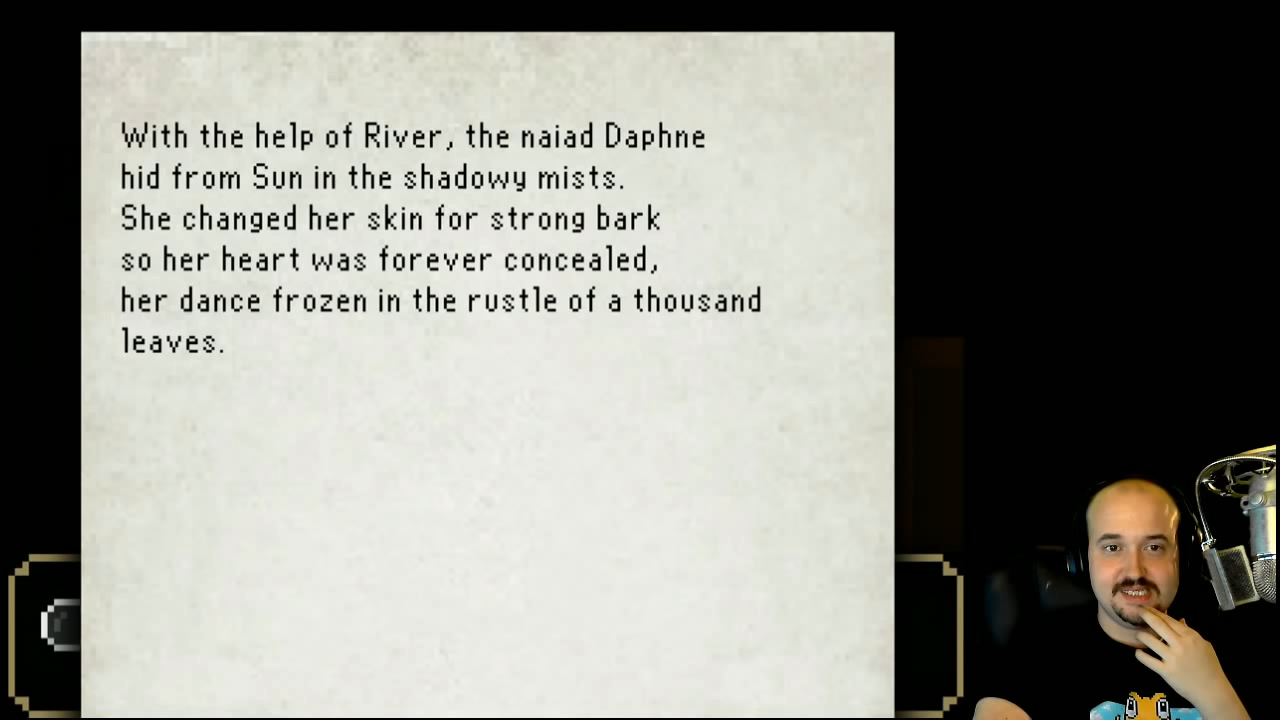 With the help of River, the naiad Daphne
hid from Sun in the shadowy mists.
She changed her skin for strong bark
so her heart was forever concealed,
her dance frozen in the rustle of a thousand
leaves.